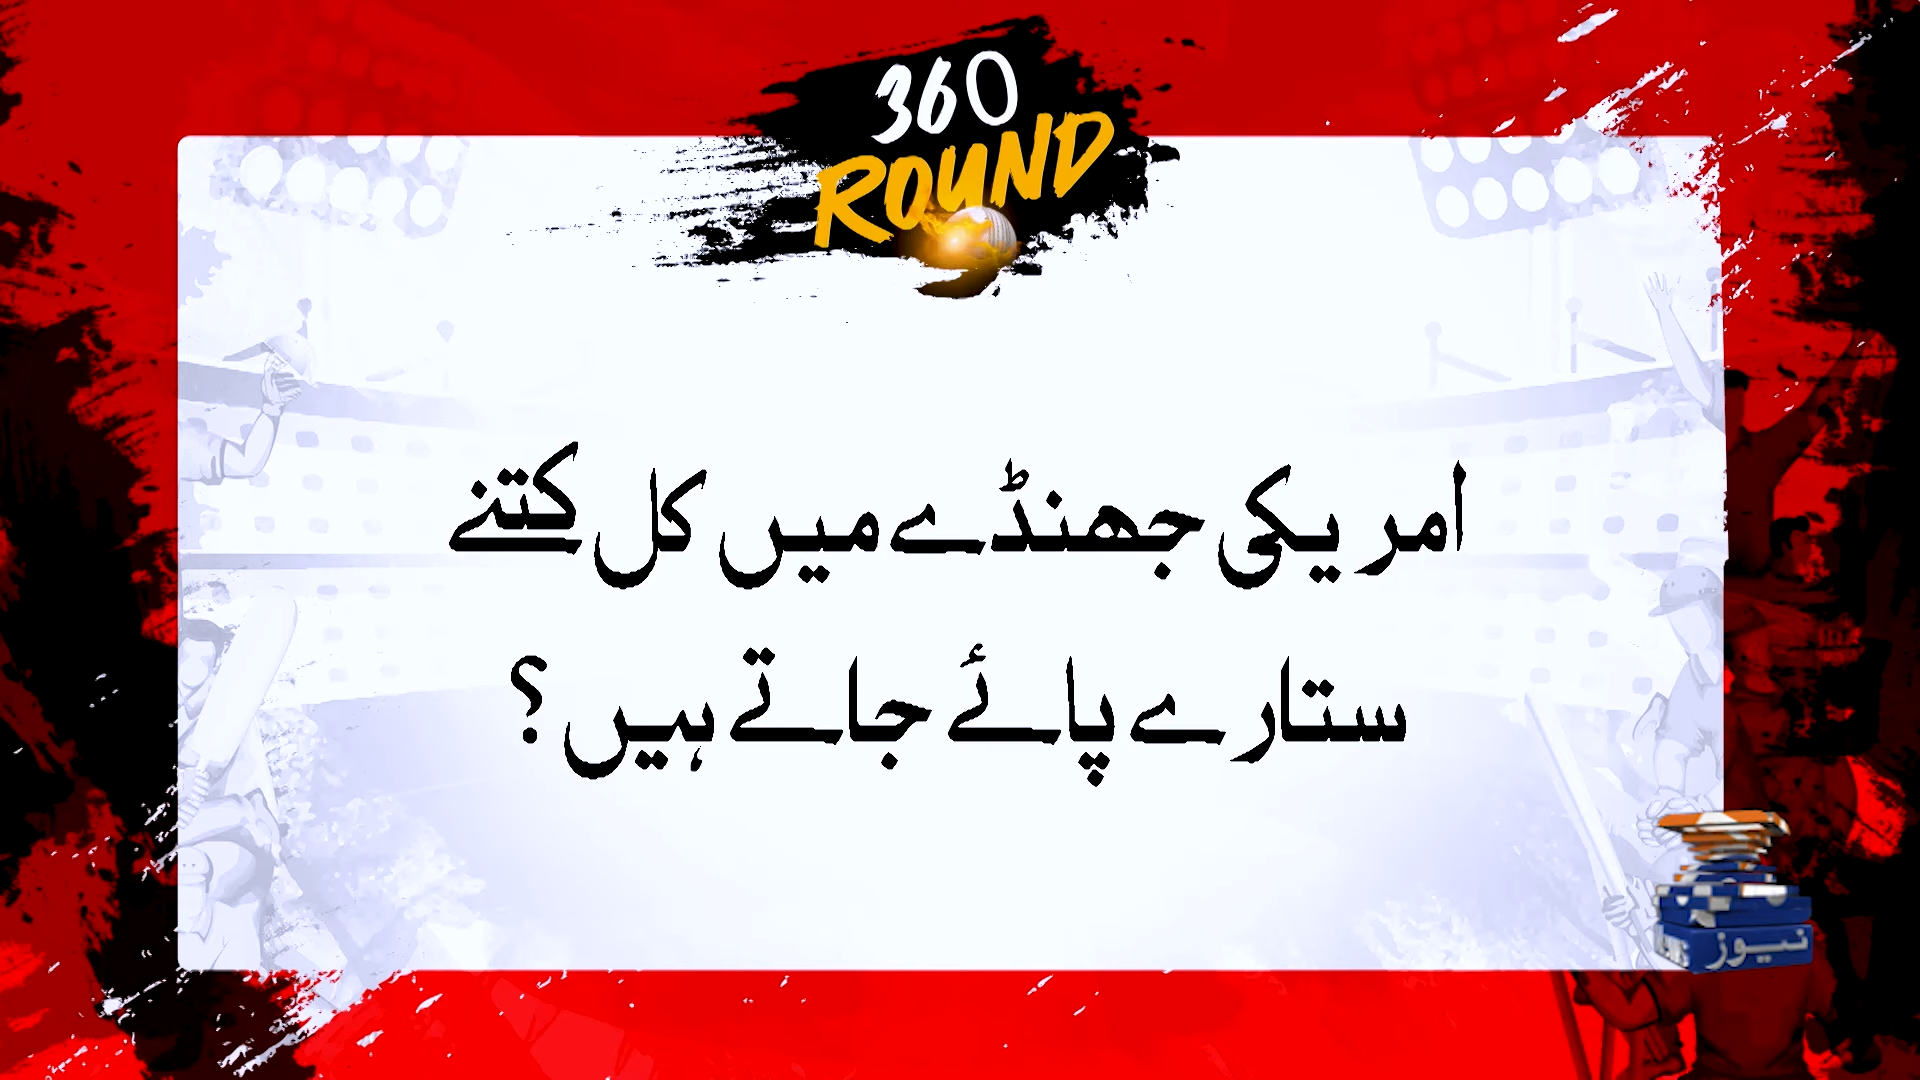 360
ROUND
امریکی جھنڈے میں کل کتنے
ستارے پائے جاتے ہیں؟
نیوز